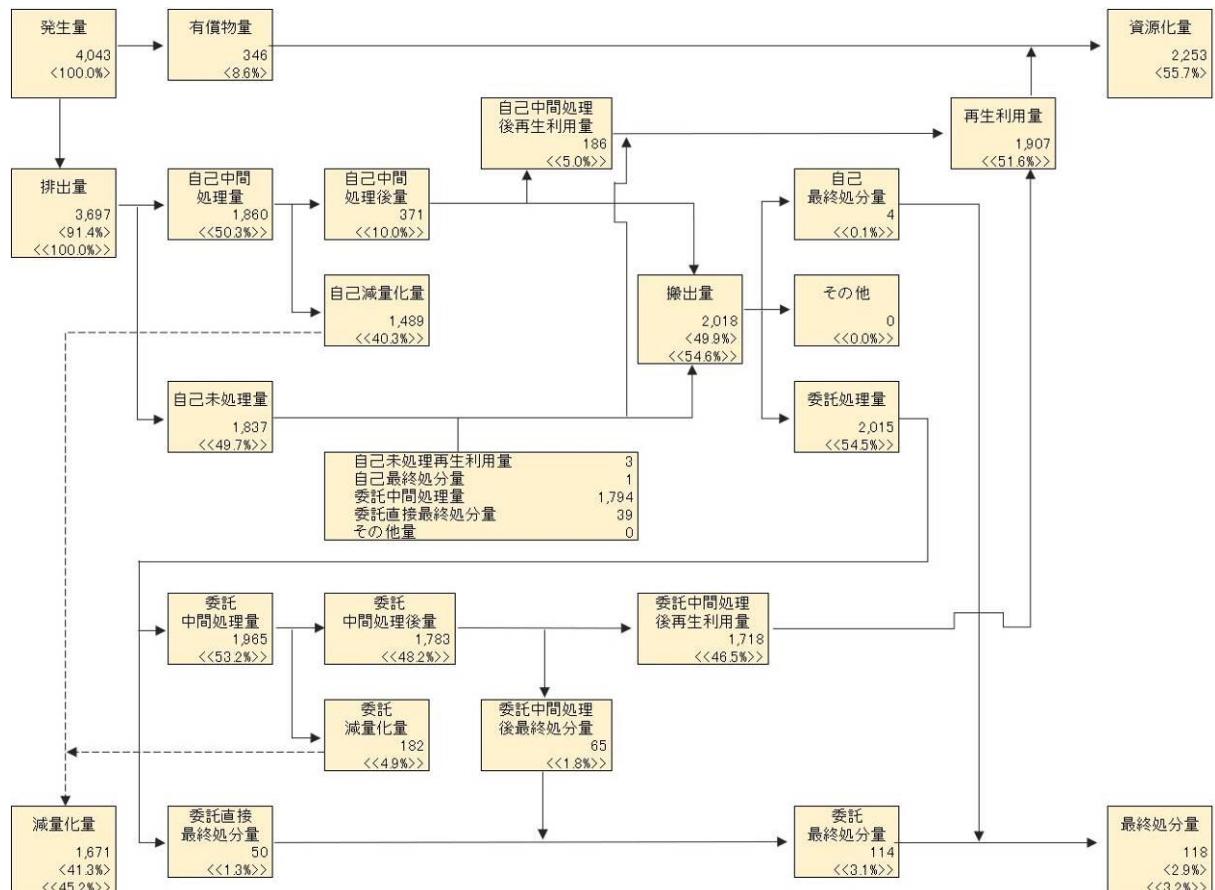 発生量
4,043
<100.0%>
有償物量
346
<8.6%>
資源化量
2,253
<55.7%>
自己中間処理
後再生利用量
186
<<5.0%>>
再生利用量
1,907
<<51.6%>>
排出量
3,697
<91.4%>
<<100.0%>>
自己中間
処理量
1,860
<<50.3%>>
自己中間
処理後量
371
<<10.0%>>
自己
最終処分量
4
<<0.1%>>
自己減量化量
1,489
<<40.3%>>
搬出量
2,018
<49.9%>
<<54.6%>>
その他
0
<<0.0%>>
自己未処理量
1,837
<<49.7%>>
委託処理量
2,015
<<54.5%>>
自己未処理再生利用量 3
自己最終処分量 1
委託中間処理量 1,794
委託直接最終処分量 39
その他量 0
委託
中間処理量
1,965
<<53.2%>>
委託
中間処理後量
1,783
<<48.2%>>
委託中間処理
後再生利用量
1,718
<<46.5%>>
委託
減量化量
182
<<4.9%>>
委託中間処理
後最終処分量
65
<<1.8%>>
減量化量
1,671
<41.3%>
<<45.2%>>
委託直接
最終処分量
50
<<1.3%>>
委託
最終処分量
114
<<3.1%>>
最終処分量
118
<2.9%>
<<3.2%>>